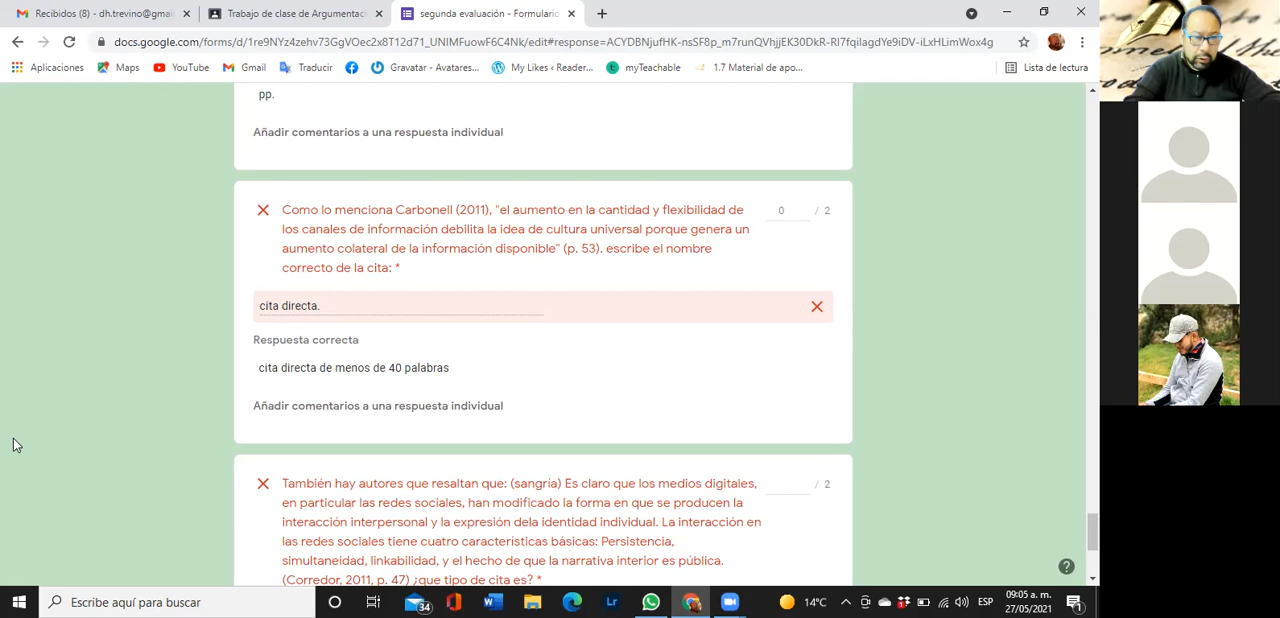 Recibidos (8) - dh.trevino@gmai
Trabajo de clase de Argumentaci
segunda evaluación - Formulario
docs.google.com/forms/d/1re9NYz4zehv73GgVOec2x8T12d71_UNIMFuowF6C4Nk/edit#response=ACYDBNjufHK-nsSF8p_m7runQVhjjEK30DkR-RI7fqilagdYe9iDV-iLxHLimWox4g
Aplicaciones
Maps
YouTube
Gmail
Traducir
Gravatar - Avatares...
My Likes ‹ Reader...
myTeachable
1.7 Material de apo...
Lista de lectura
pp.
Añadir comentarios a una respuesta individual
Como lo menciona Carbonell (2011), "el aumento en la cantidad y flexibilidad de
los canales de información debilita la idea de cultura universal porque genera un
aumento colateral de la información disponible" (p. 53). escribe el nombre
correcto de la cita: *
0 / 2
cita directa.
Respuesta correcta
cita directa de menos de 40 palabras
Añadir comentarios a una respuesta individual
También hay autores que resaltan que: (sangría) Es claro que los medios digitales,
en particular las redes sociales, han modificado la forma en que se producen la
interacción interpersonal y la expresión dela identidad individual. La interacción en
las redes sociales tiene cuatro características básicas: Persistencia,
simultaneidad, linkabilidad, y el hecho de que la narrativa interior es pública.
(Corredor, 2011, p. 47) ¿que tipo de cita es? *
/ 2
Escribe aquí para buscar
34
14°C
ESP
09:05 a. m.
27/05/2021
1